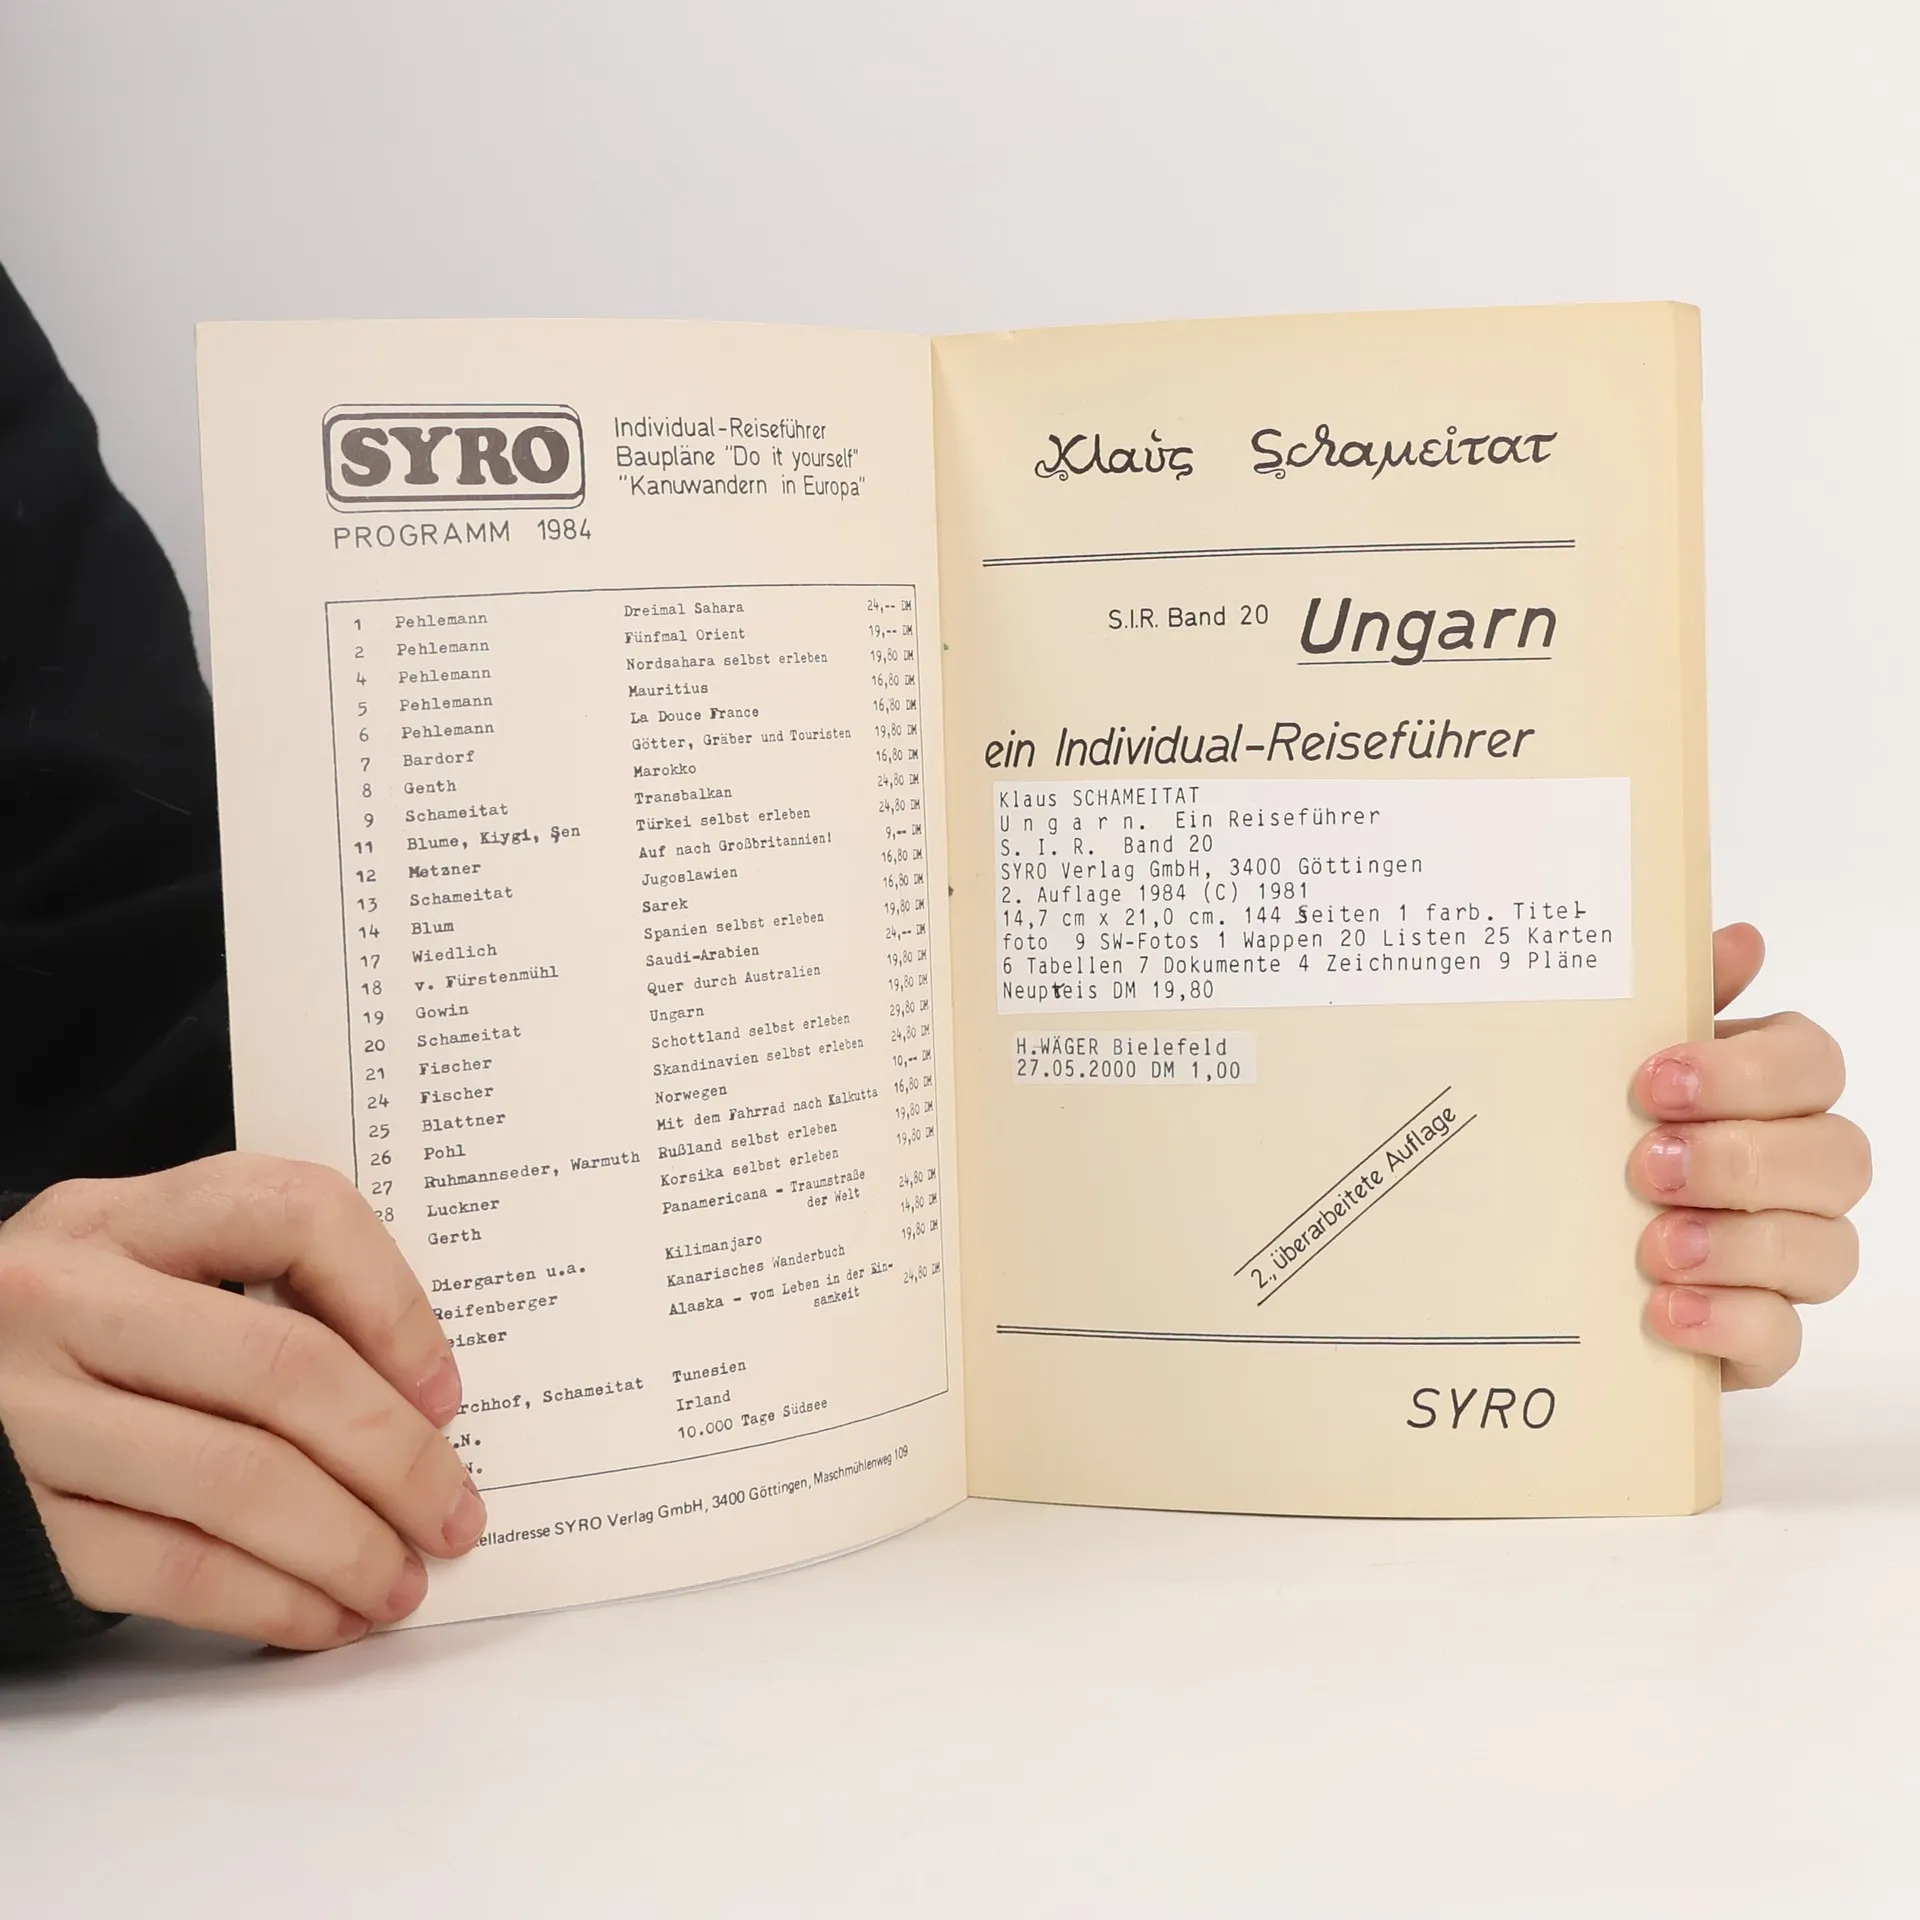 SYRO
Individual-Reiseführer
Baupläne "Do it yourself"
"Kanuwandern in Europa"
PROGRAMM 1984
1 Pehlemann Dreimal Sahara 24,-- DM
2 Pehlemann Fünfmal Orient 19,-- DM
4 Pehlemann Nordsahara selbst erleben 19,80 DM
5 Pehlemann Mauritius 16,80 DM
6 Pehlemann La Douce France 16,80 DM
7 Bardorf Götter, Gräber und Touristen 19,80 DM
8 Genth Marokko 16,80 DM
9 Schameitat Transbalkan 24,80 DM
11 Blume, Kiygi, Şen Türkei selbst erleben 24,80 DM
12 Metzner Auf nach Großbritannien! 9,-- DM
13 Schameitat Jugoslawien 16,80 DM
14 Blum Sarek 16,80 DM
17 Wiedlich Spanien selbst erleben 19,80 DM
18 v. Fürstenmühl Saudi-Arabien 24,-- DM
19 Gowin Quer durch Australien 19,80 DM
20 Schameitat Ungarn 19,80 DM
21 Fischer Schottland selbst erleben 29,80 DM
24 Fischer Skandinavien selbst erleben 24,80 DM
25 Blattner Norwegen 10,-- DM
26 Pohl Mit dem Fahrrad nach Kalkutta 16,80 DM
27 Ruhmannseder, Warmuth Rußland selbst erleben 19,80 DM
28 Luckner Korsika selbst erleben 19,80 DM
Gerth Panamericana - Traumstraße
der Welt 24,80 DM
Diergarten u.a. Kilimanjaro 14,80 DM
Reifenberger Kanarisches Wanderbuch 19,80 DM
eisker Alaska - vom Leben in der Ein-
samkeit 24,80 DM
rchhof, Schameitat Tunesien
.N. Irland
N. 10.000 Tage Südsee
elladresse SYRO Verlag GmbH, 3400 Göttingen, Maschmühlenweg 109
Klaus Schameitat
S.I.R. Band 20 Ungarn
ein Individual-Reiseführer
Klaus SCHAMEITAT
U n g a r n. Ein Reiseführer
S. I. R. Band 20
SYRO Verlag GmbH, 3400 Göttingen
2. Auflage 1984 (C) 1981
14,7 cm x 21,0 cm. 144 Seiten 1 farb. Titel-
foto 9 SW-Fotos 1 Wappen 20 Listen 25 Karten
6 Tabellen 7 Dokumente 4 Zeichnungen 9 Pläne
Neupreis DM 19,80
H.WÄGER Bielefeld
27.05.2000 DM 1,00
2., überarbeitete Auflage
SYRO